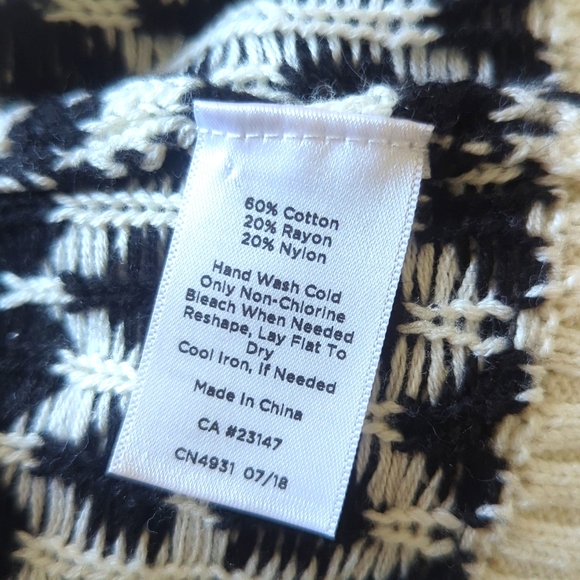 60% Cotton
20% Rayon
20% Nylon
Hand Wash Cold
Only Non-Chlorine
Bleach When Needed
Reshape, Lay Flat To
Dry
Cool Iron, If Needed
Made In China
CA #23147
CN4931 07/18